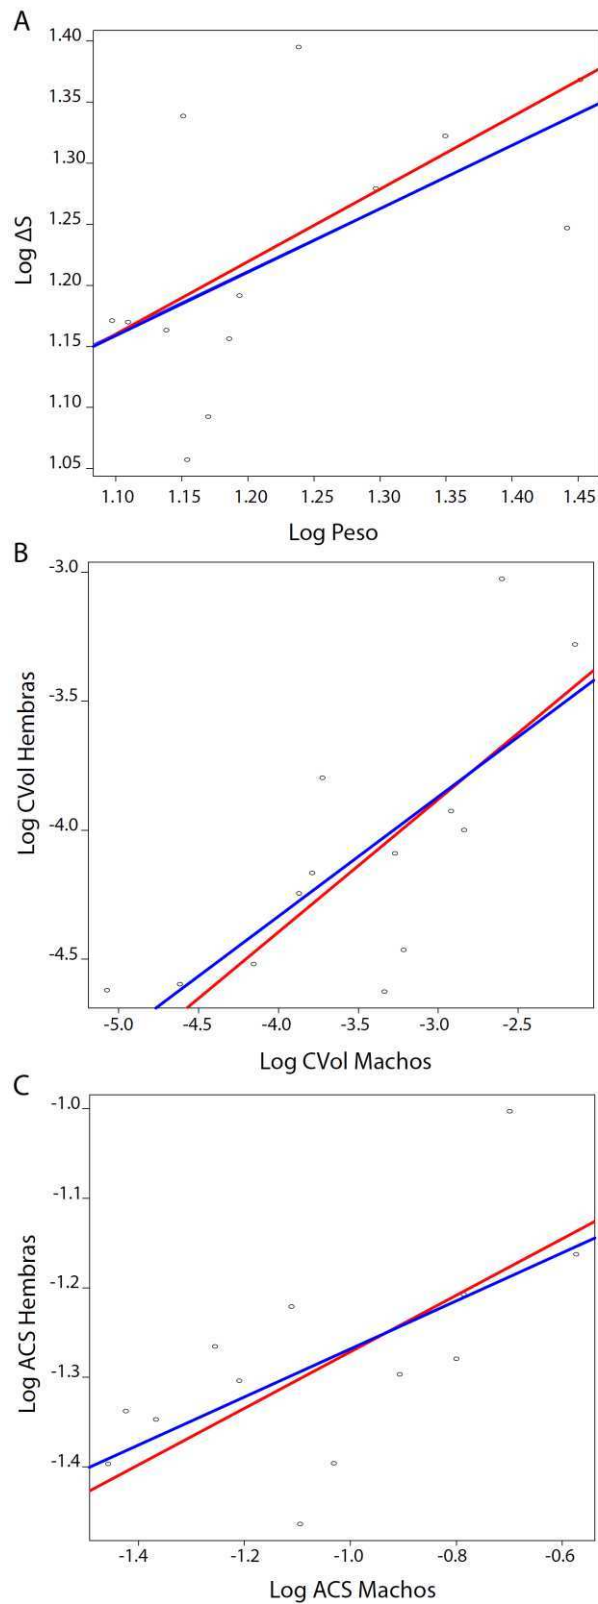 A
1.40
1.35
1.30
1.25
1.20
1.15
1.10
1.05
Log ΔS
1.10 1.15 1.20 1.25 1.30 1.35 1.40 1.45
Log Peso
B
-3.0
-3.5
-4.0
-4.5
Log CVol Hembras
-5.0 -4.5 -4.0 -3.5 -3.0 -2.5
Log CVol Machos
C
-1.0
-1.1
-1.2
-1.3
-1.4
Log ACS Hembras
-1.4 -1.2 -1.0 -0.8 -0.6
Log ACS Machos